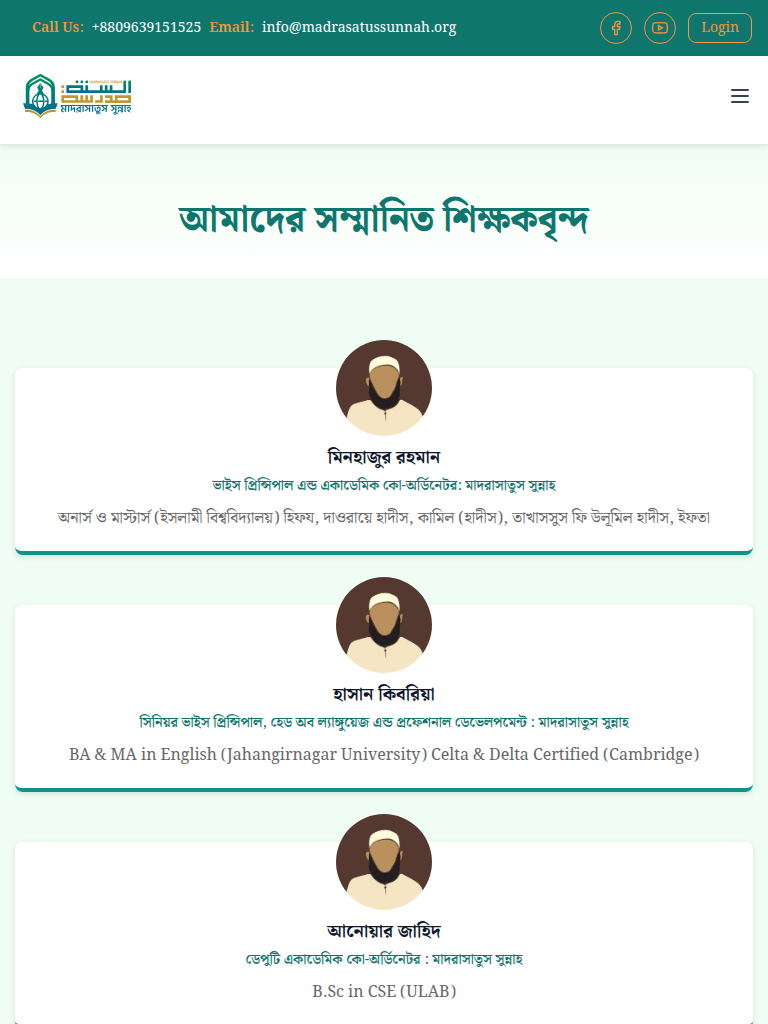 Call Us: +8809639151525 Email: info@madrasatussunnah.org
Login
السنة
مدرسة
মাদরাসাতুস সুন্নাহ
আমাদের সম্মানিত শিক্ষকবৃন্দ
মিনহাজুর রহমান
ভাইস প্রিন্সিপাল এন্ড একাডেমিক কো-অর্ডিনেটর: মাদরাসাতুস সুন্নাহ
অনার্স ও মাস্টার্স (ইসলামী বিশ্ববিদ্যালয়) হিফয, দাওরায়ে হাদীস, কামিল (হাদীস), তাখাসসুস ফি উলূমিল হাদীস, ইফতা
হাসান কিবরিয়া
সিনিয়র ভাইস প্রিন্সিপাল, হেড অব ল্যাঙ্গুয়েজ এন্ড প্রফেশনাল ডেভেলপমেন্ট : মাদরাসাতুস সুন্নাহ
BA & MA in English (Jahangirnagar University) Celta & Delta Certified (Cambridge)
আনোয়ার জাহিদ
ডেপুটি একাডেমিক কো-অর্ডিনেটর : মাদরাসাতুস সুন্নাহ
B.Sc in CSE (ULAB)